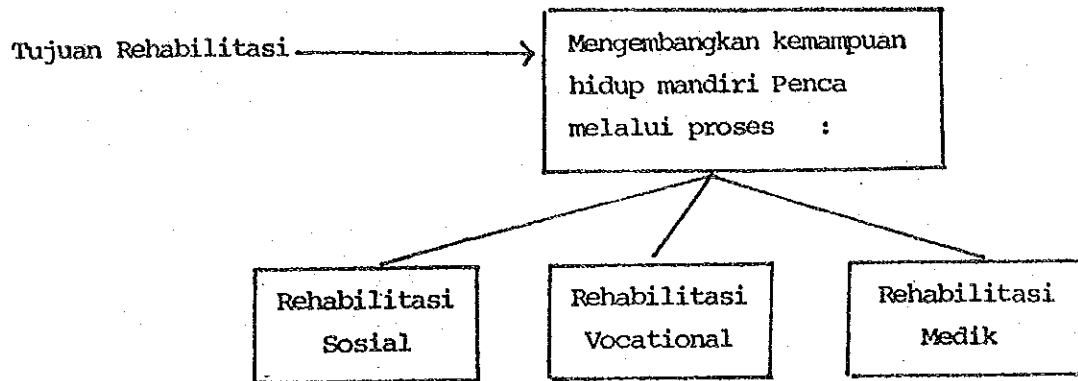 Tujuan Rehabilitasi
Mengembangkan kemampuan
hidup mandiri Penca
melalui proses :
Rehabilitasi
Sosial
Rehabilitasi
Vocational
Rehabilitasi
Medik